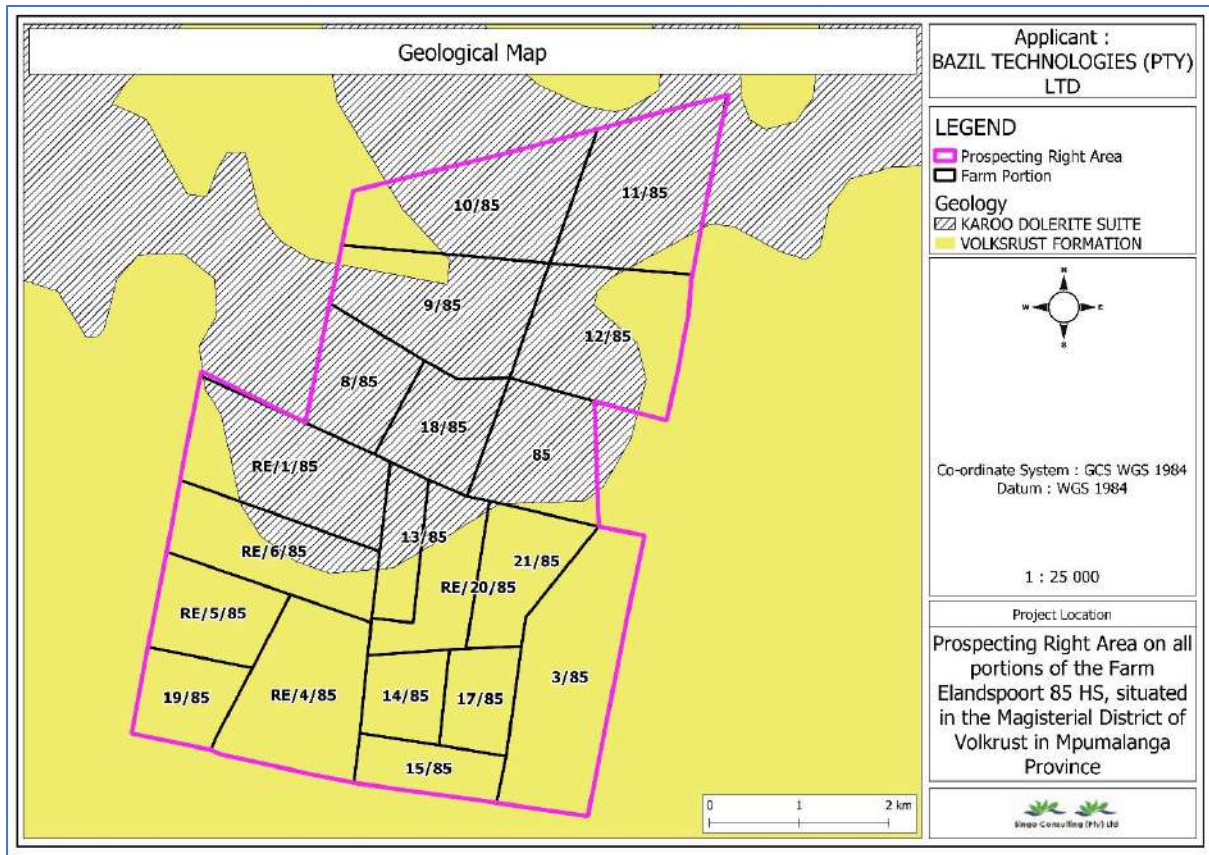 Geological Map
10/85
11/85
9/85
12/85
8/85
18/85
85
RE/1/85
13/85
RE/6/85
21/85
RE/20/85
RE/5/85
3/85
19/85
RE/4/85
14/85
17/85
15/85
0 1 2 km
Applicant :
BAZIL TECHNOLOGIES (PTY)
LTD
LEGEND
Prospecting Right Area
Farm Portion
Geology
KAROO DOLERITE SUITE
VOLKSRUST FORMATION
N
W E
S
Co-ordinate System : GCS WGS 1984
Datum : WGS 1984
1 : 25 000
Project Location
Prospecting Right Area on all
portions of the Farm
Elandspoort 85 HS, situated
in the Magisterial District of
Volkrust in Mpumalanga
Province
Singo Consulting (Pty) Ltd